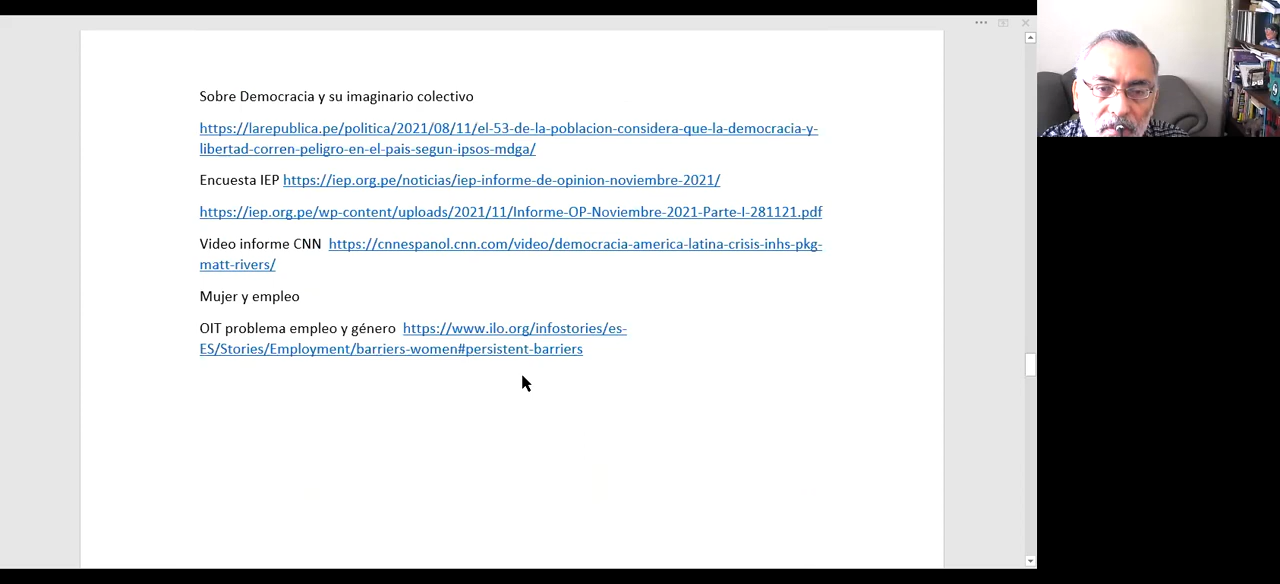 Sobre Democracia y su imaginario colectivo
https://larepublica.pe/politica/2021/08/11/el-53-de-la-poblacion-considera-que-la-democracia-y-
libertad-corren-peligro-en-el-pais-segun-ipsos-mdga/
Encuesta IEP https://iep.org.pe/noticias/iep-informe-de-opinion-noviembre-2021/
https://iep.org.pe/wp-content/uploads/2021/11/Informe-OP-Noviembre-2021-Parte-I-281121.pdf
Video informe CNN https://cnnespanol.cnn.com/video/democracia-america-latina-crisis-inhs-pkg-
matt-rivers/
Mujer y empleo
OIT problema empleo y género https://www.ilo.org/infostories/es-
ES/Stories/Employment/barriers-women#persistent-barriers